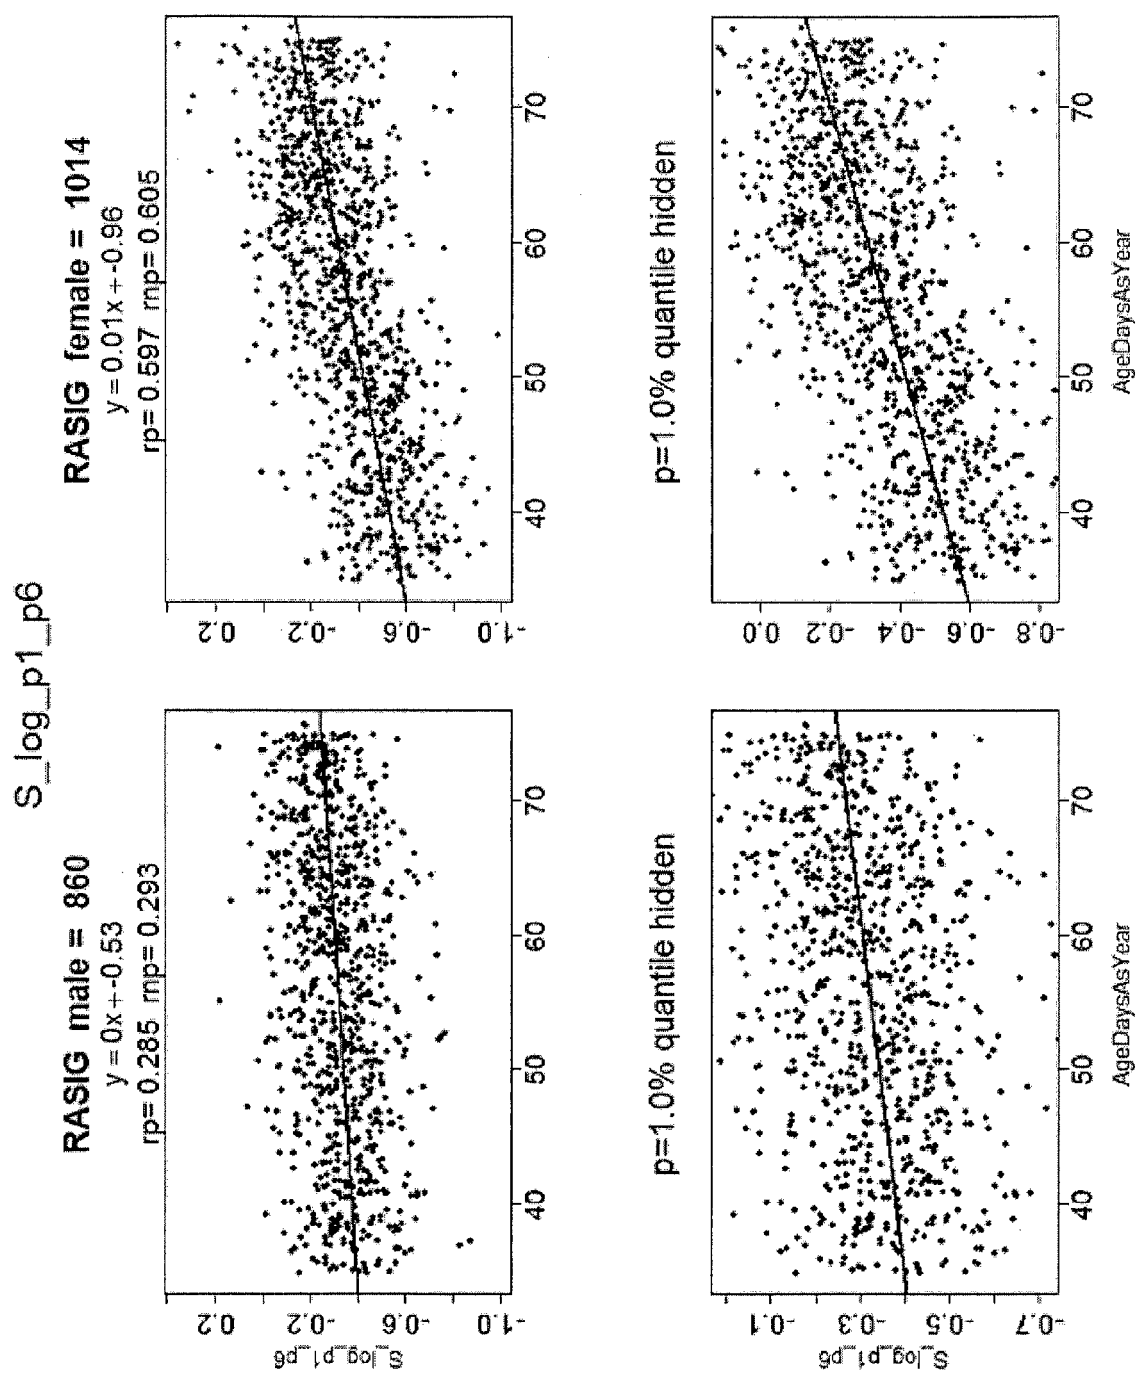 S_log_p1_p6
RASIG male = 860
y = 0x + -0.53
rp= 0.285 rnp= 0.293
S_log_p1_p6
0.2
-0.2
-0.6
-1.0
40
50
60
70
RASIG female = 1014
y = 0.01x + -0.96
rp= 0.597 rnp= 0.605
0.2
-0.2
-0.6
-1.0
40
50
60
70
p=1.0% quantile hidden
S_log_p1_p6
-0.1
-0.3
-0.5
-0.7
40
50
60
70
AgeDaysAsYear
p=1.0% quantile hidden
0.0
-0.2
-0.4
-0.6
-0.8
40
50
60
70
AgeDaysAsYear